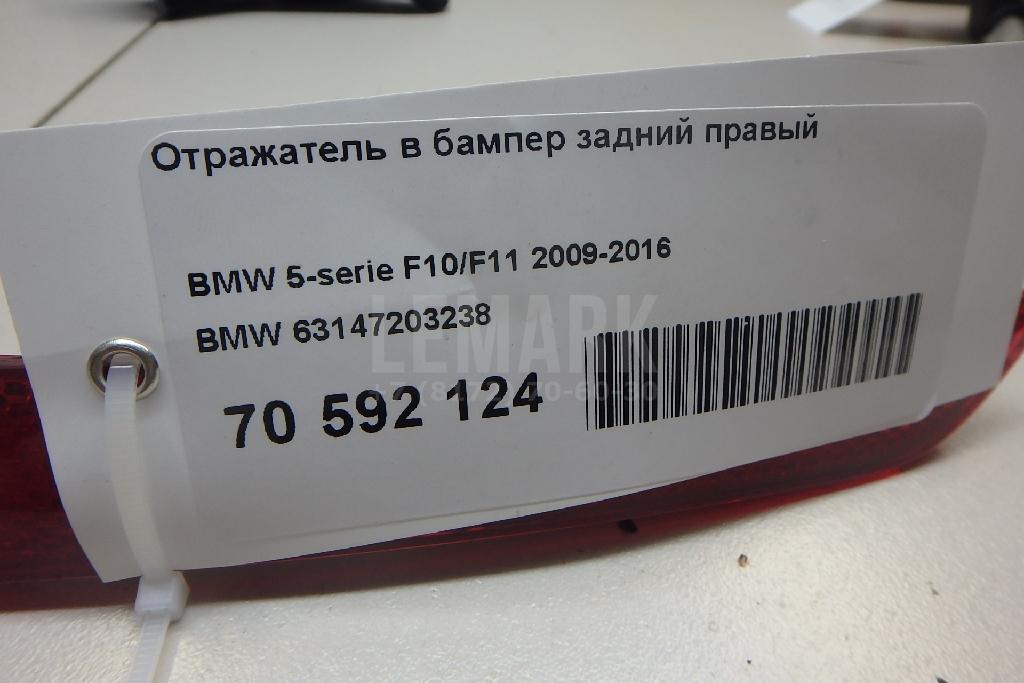 Отражатель в бампер задний правый
BMW 5-serie F10/F11 2009-2016
BMW 63147203238
LEMARK
70 592 124